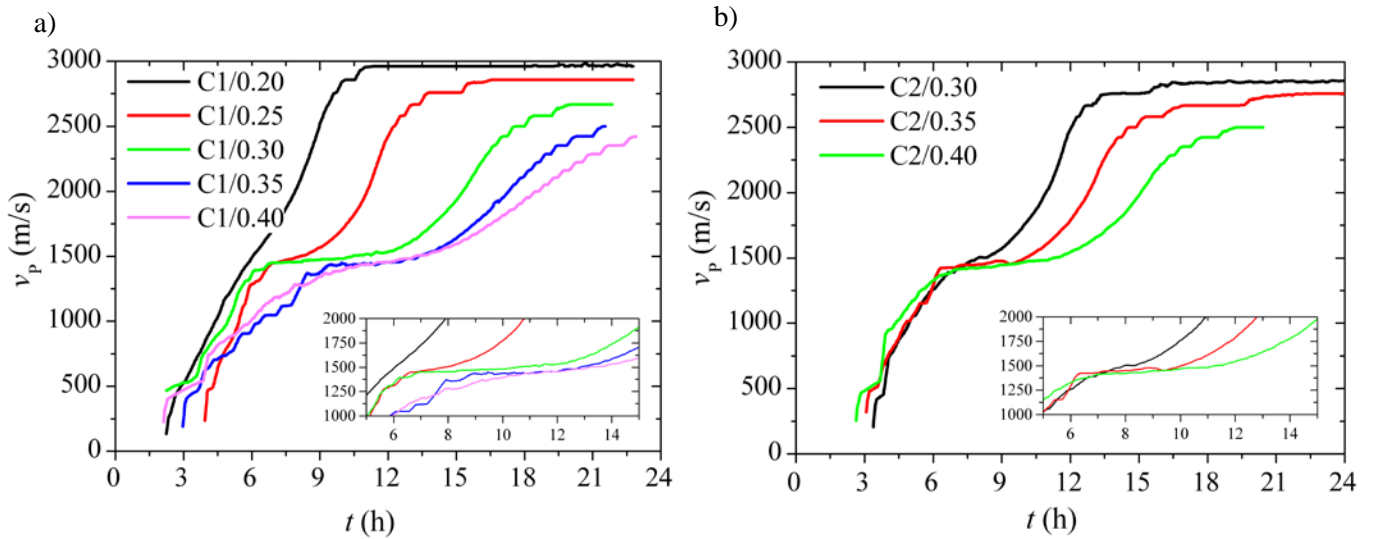 a)
3000
2500
2000
1500
1000
500
0
v_P (m/s)
C1/0.20
C1/0.25
C1/0.30
C1/0.35
C1/0.40
2000
1750
1500
1250
1000
6 8 10 12 14
0 3 6 9 12 15 18 21 24
t (h)
b)
3000
2500
2000
1500
1000
500
0
v_P (m/s)
C2/0.30
C2/0.35
C2/0.40
2000
1750
1500
1250
1000
6 8 10 12 14
0 3 6 9 12 15 18 21 24
t (h)